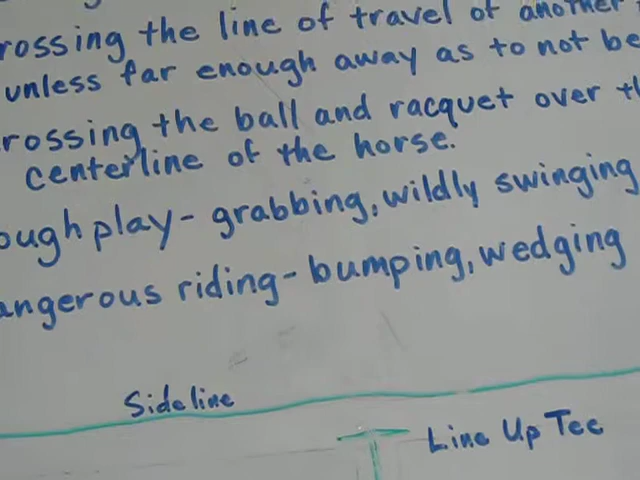 rossing the line of travel of another
unless far enough away as to not be
rossing the ball and racquet over th
centerline of the horse.
ough play - grabbing, wildly swinging
angerous riding - bumping, wedging
Sideline
Line Up Tee